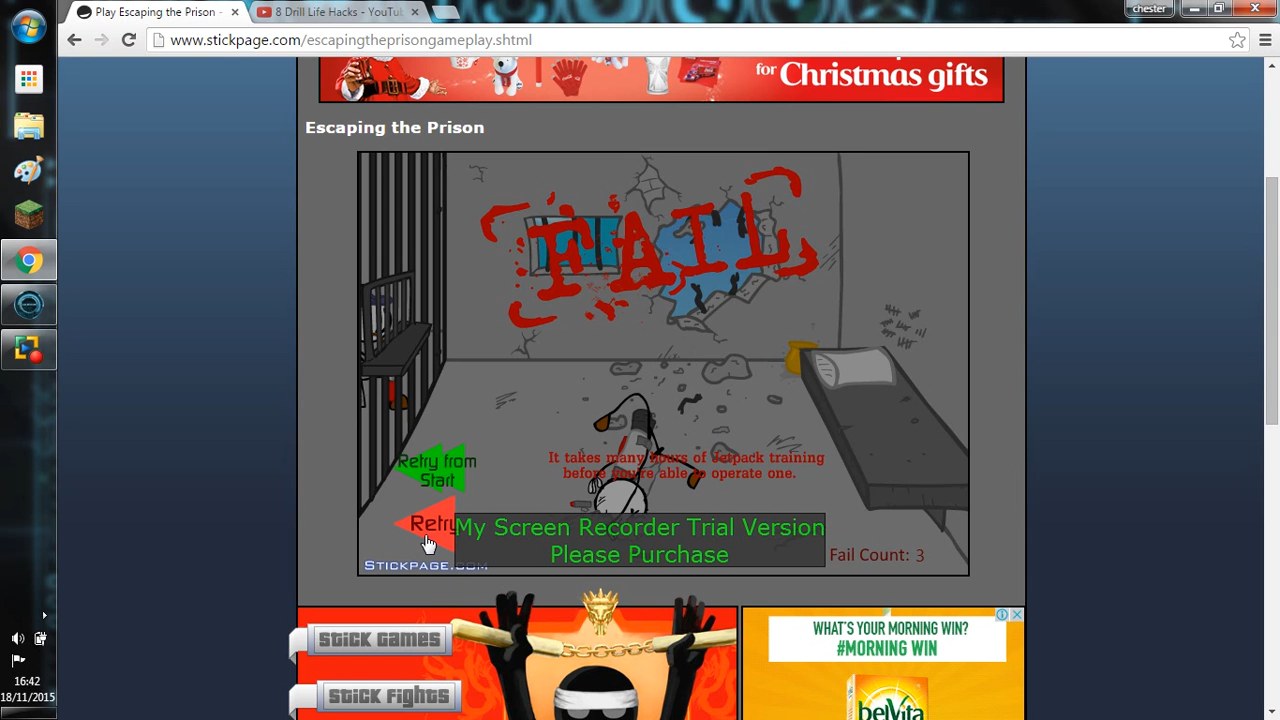 Play Escaping the Prison -
8 Drill Life Hacks - YouTub
chester
www.stickpage.com/escapingtheprisongameplay.shtml
for Christmas gifts
Escaping the Prison
FAIL
Retry from
Start
It takes many hours of Jetpack training
before you're able to operate one.
Retry
My Screen Recorder Trial Version
Please Purchase
Fail Count: 3
STICKPAGE.COM
STICK GAMES
STICK FIGHTS
WHAT'S YOUR MORNING WIN?
#MORNING WIN
belVita
16:42
18/11/2015